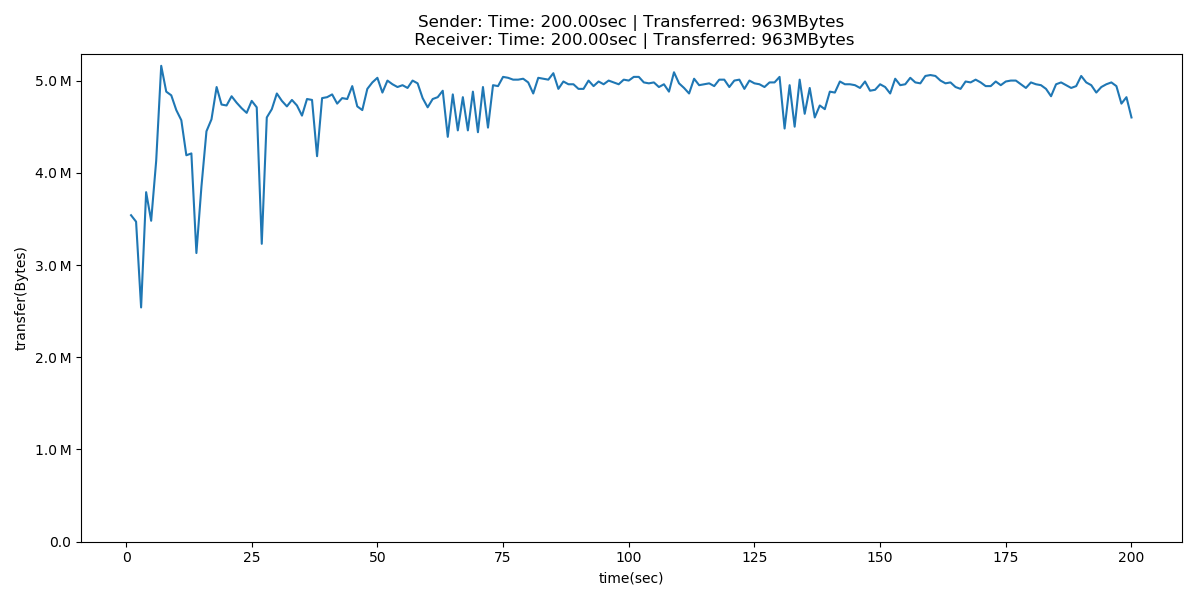 Sender: Time: 200.00sec | Transferred: 963MBytes
Receiver: Time: 200.00sec | Transferred: 963MBytes
transfer(Bytes)
5.0 M
4.0 M
3.0 M
2.0 M
1.0 M
0.0
0 25 50 75 100 125 150 175 200
time(sec)